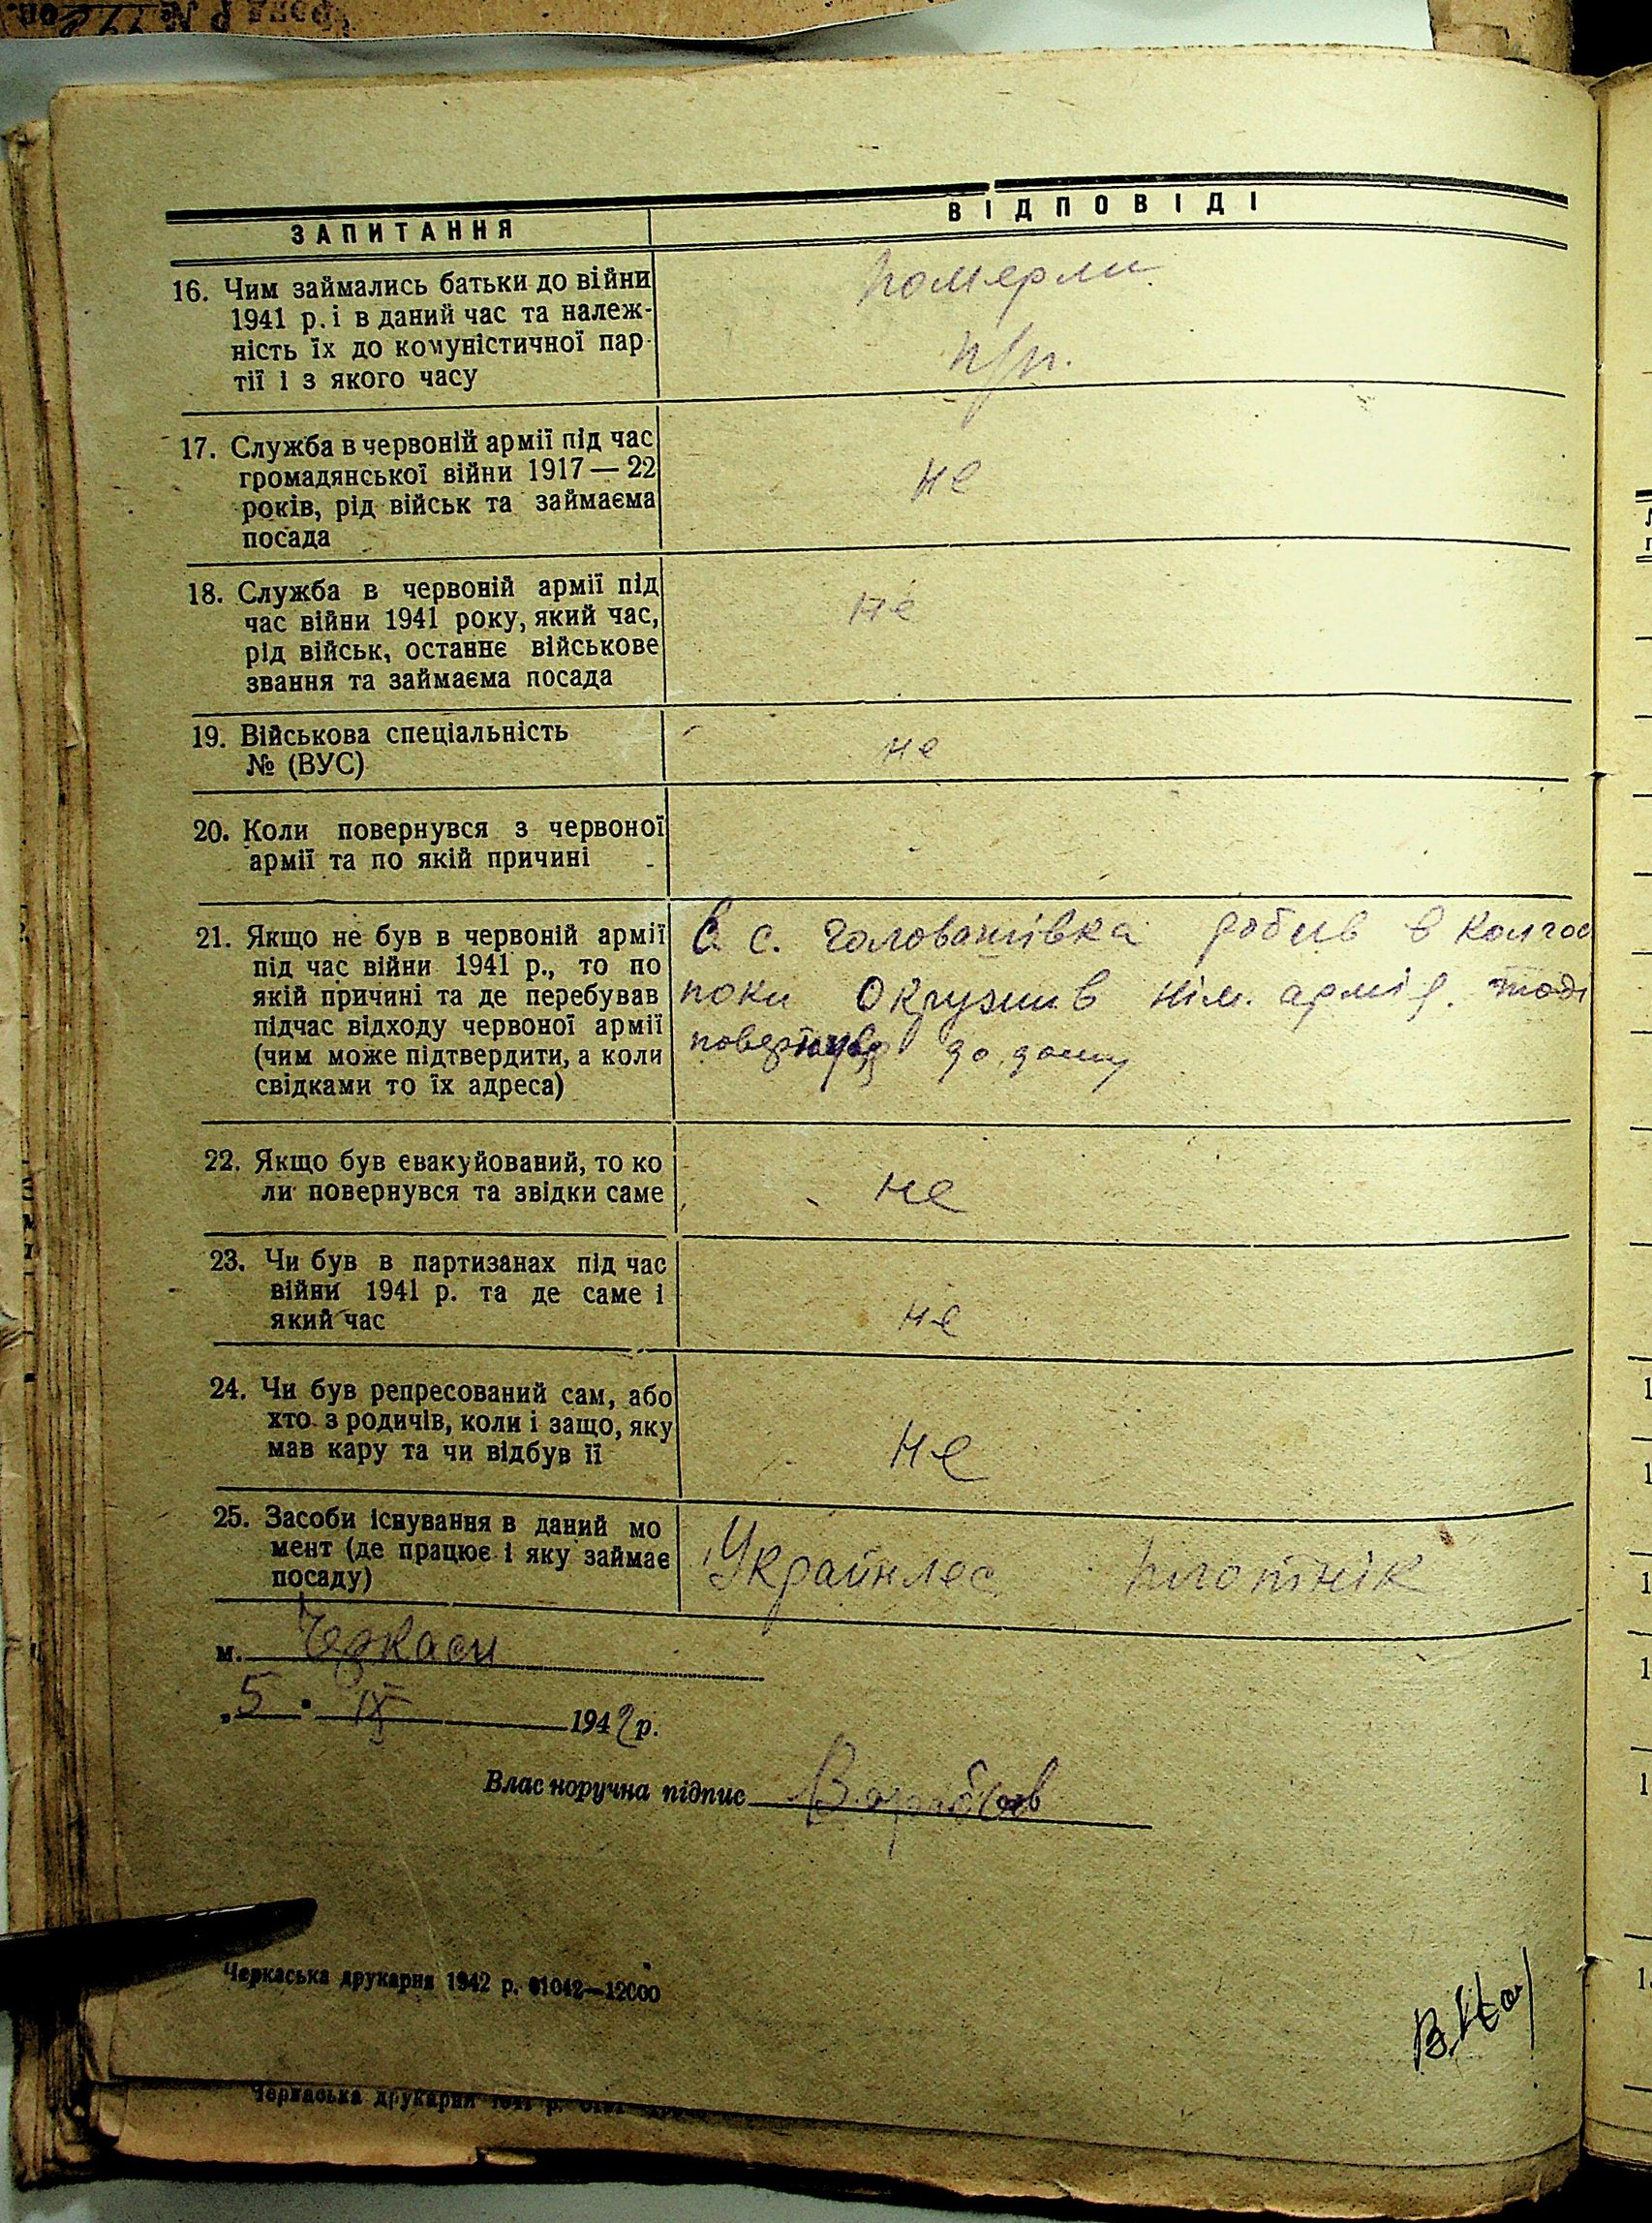 ЗАПИТАННЯ
ВІДПОВІДІ
16. Чим займались батьки до війни
1941 р. і в даний час та належ-
ність їх до комуністичної пар-
тії і з якого часу
померли
п/п.
17. Служба в червоній армії під час
громадянської війни 1917—22
років, рід військ та займаєма
посада
не
18. Служба в червоній армії під
час війни 1941 року, який час,
рід військ, останнє військове
звання та займаєма посада
не
19. Військова спеціальність
№ (ВУС)
не
20. Коли повернувся з червоної
армії та по якій причині
21. Якщо не був в червоній армії
під час війни 1941 р., то по
якій причині та де перебував
підчас відходу червоної армії
(чим може підтвердити, а коли
свідками то їх адреса)
В с. робив в колгос
поки нім. тоді
до дому
22. Якщо був евакуйований, то ко
ли повернувся та звідки саме
не
23. Чи був в партизанах під час
війни 1941 р. та де саме і
який час
не
24. Чи був репресований сам, або
хто з родичів, коли і защо, яку
мав кару та чи відбув її
не
25. Засоби існування в даний мо
мент (де працює і яку займає
посаду)
Украйнлес плотнік
м. Черкаси
„5" IX 1942 р.
Власноручна підпис
Черкаська друкарня 1942 р. 01042—12000
Черкаська друкарня